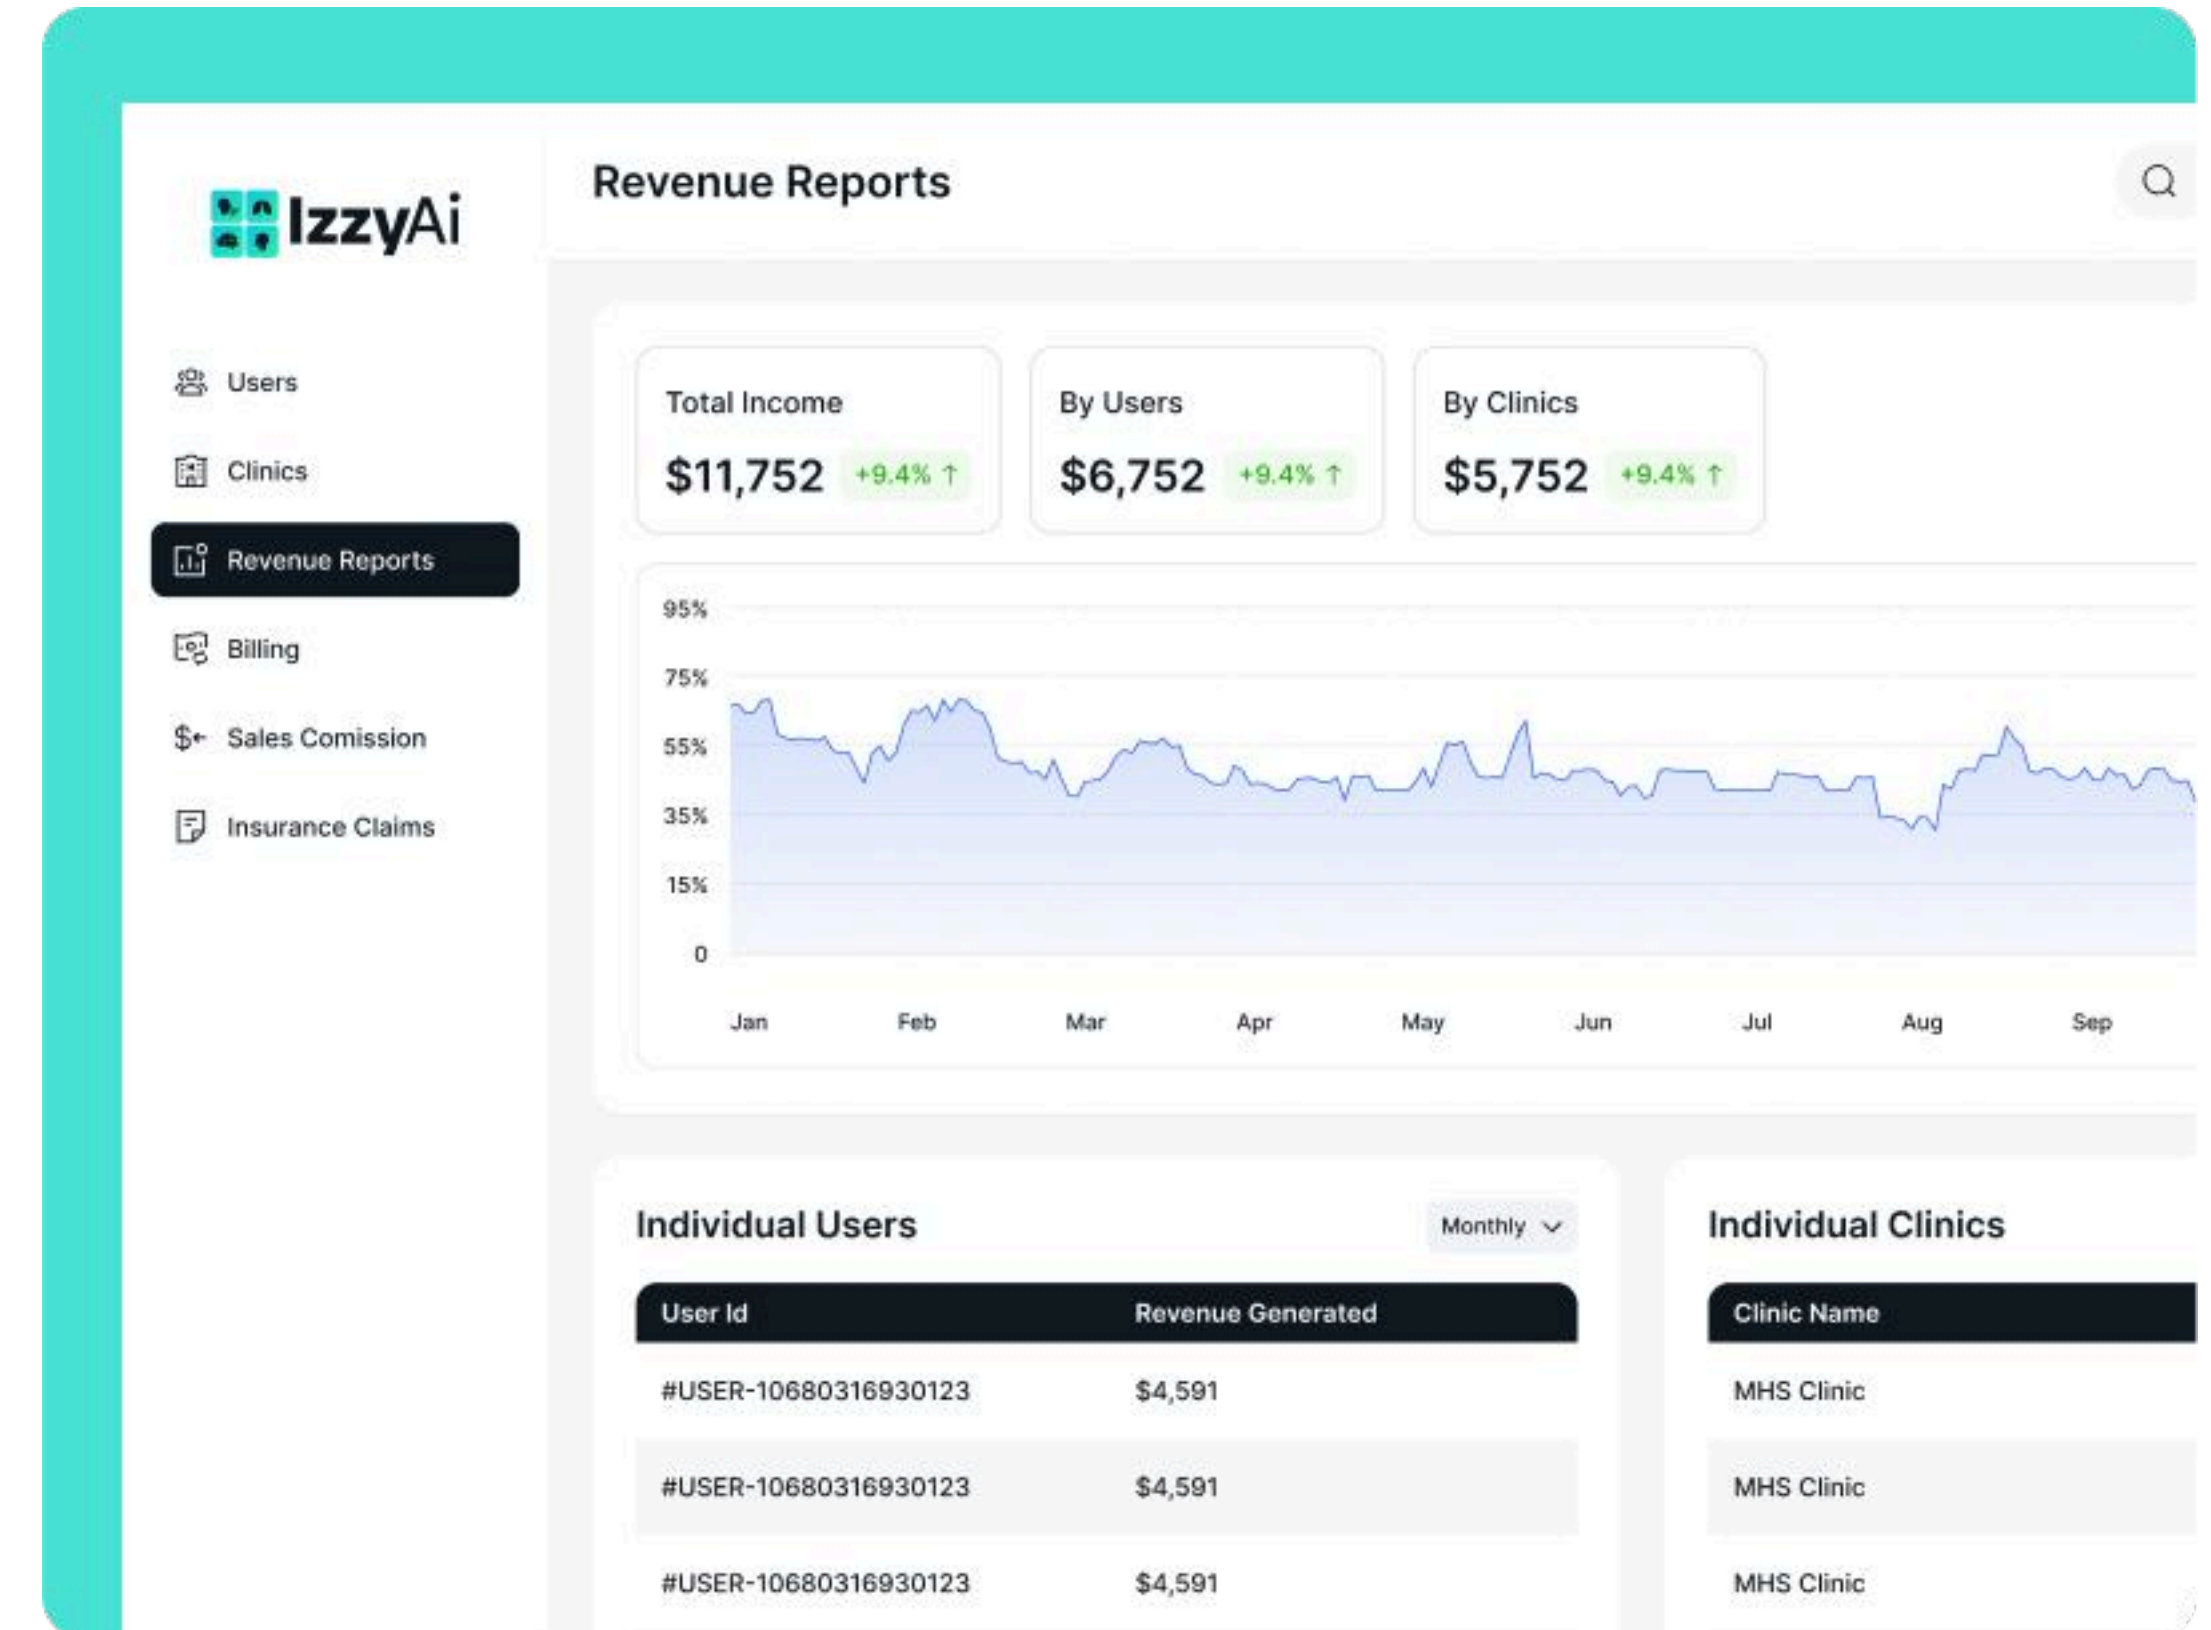 IzzyAi
Users
Clinics
Revenue Reports
Billing
Sales Comission
Insurance Claims
Revenue Reports
Total Income
$11,752 +9.4% ↑
By Users
$6,752 +9.4% ↑
By Clinics
$5,752 +9.4% ↑
95%
75%
55%
35%
15%
0
Jan Feb Mar Apr May Jun Jul Aug Sep
Individual Users
Monthly
User Id Revenue Generated
#USER-10680316930123 $4,591
#USER-10680316930123 $4,591
#USER-10680316930123 $4,591
Individual Clinics
Clinic Name
MHS Clinic
MHS Clinic
MHS Clinic